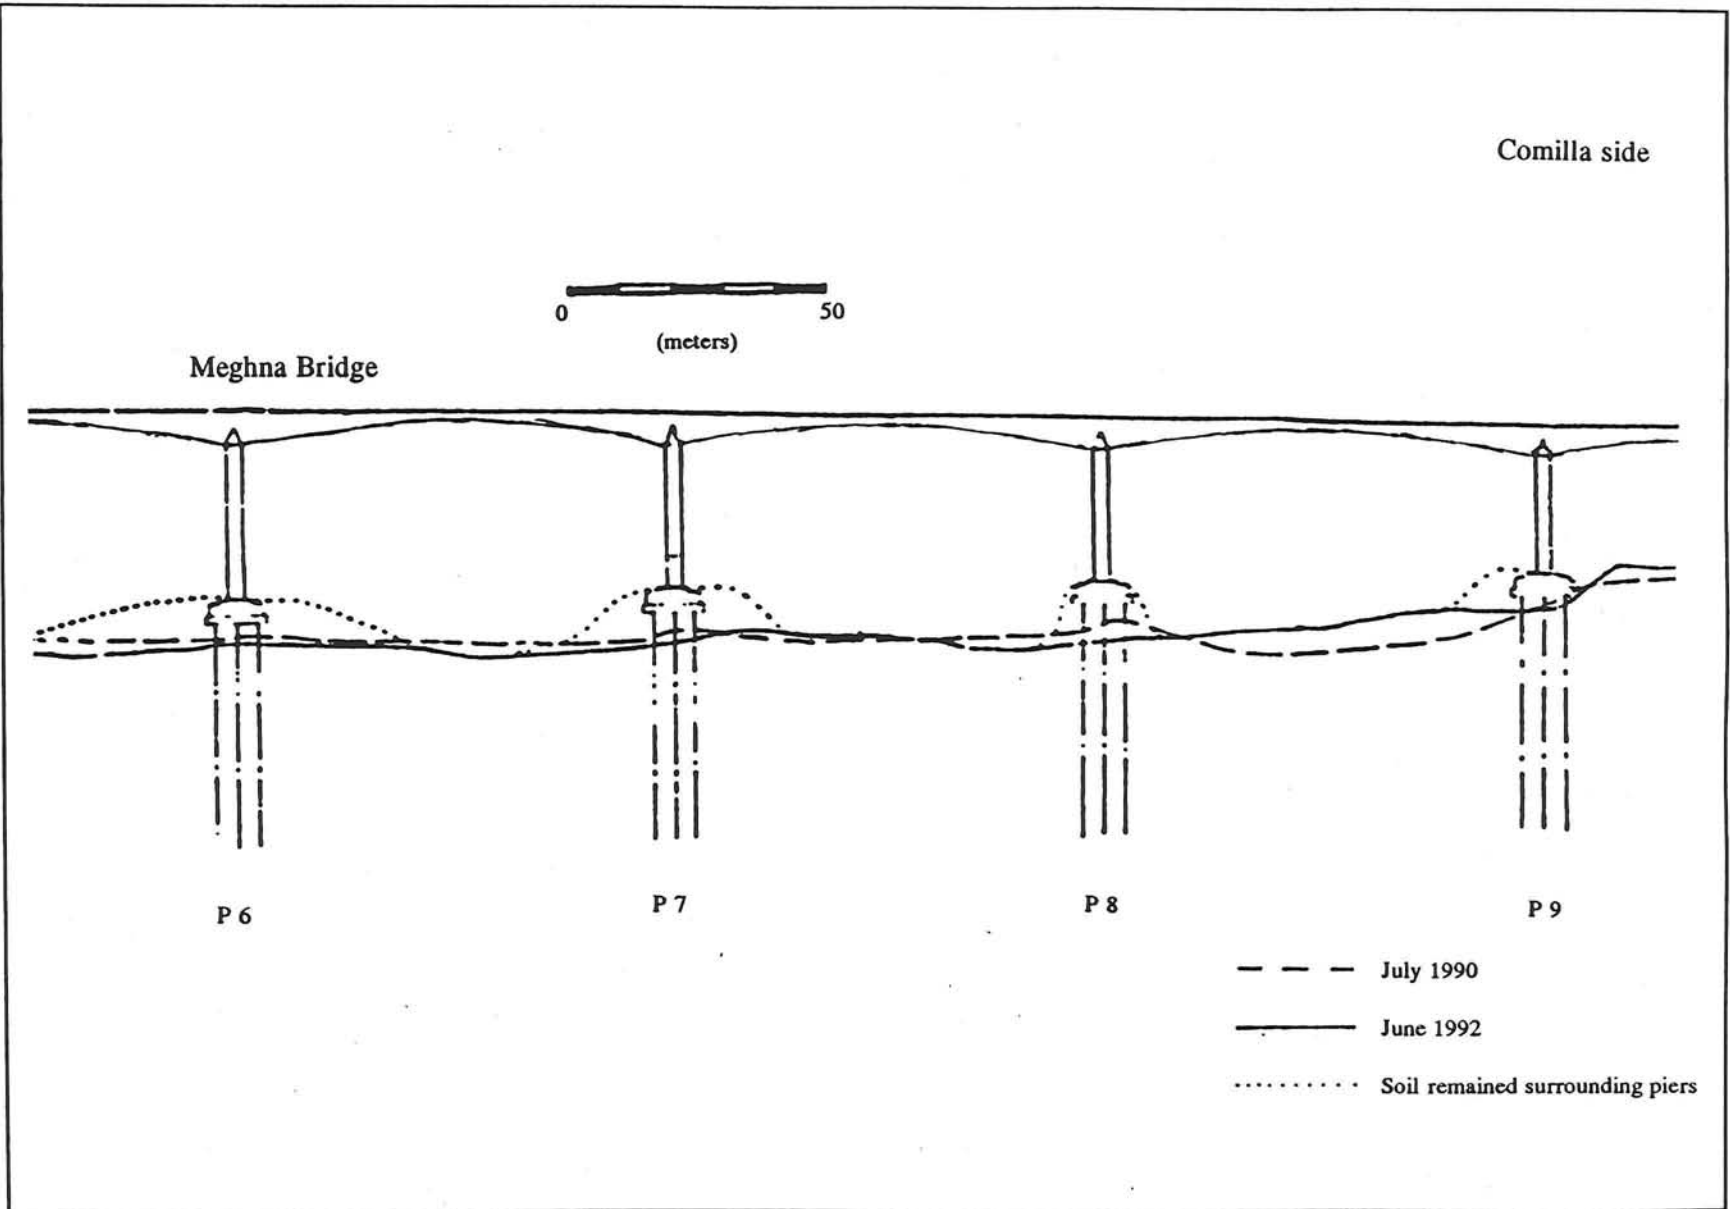 Comilla side
0 50
(meters)
Meghna Bridge
P 6 P 7 P 8 P 9
July 1990
June 1992
Soil remained surrounding piers